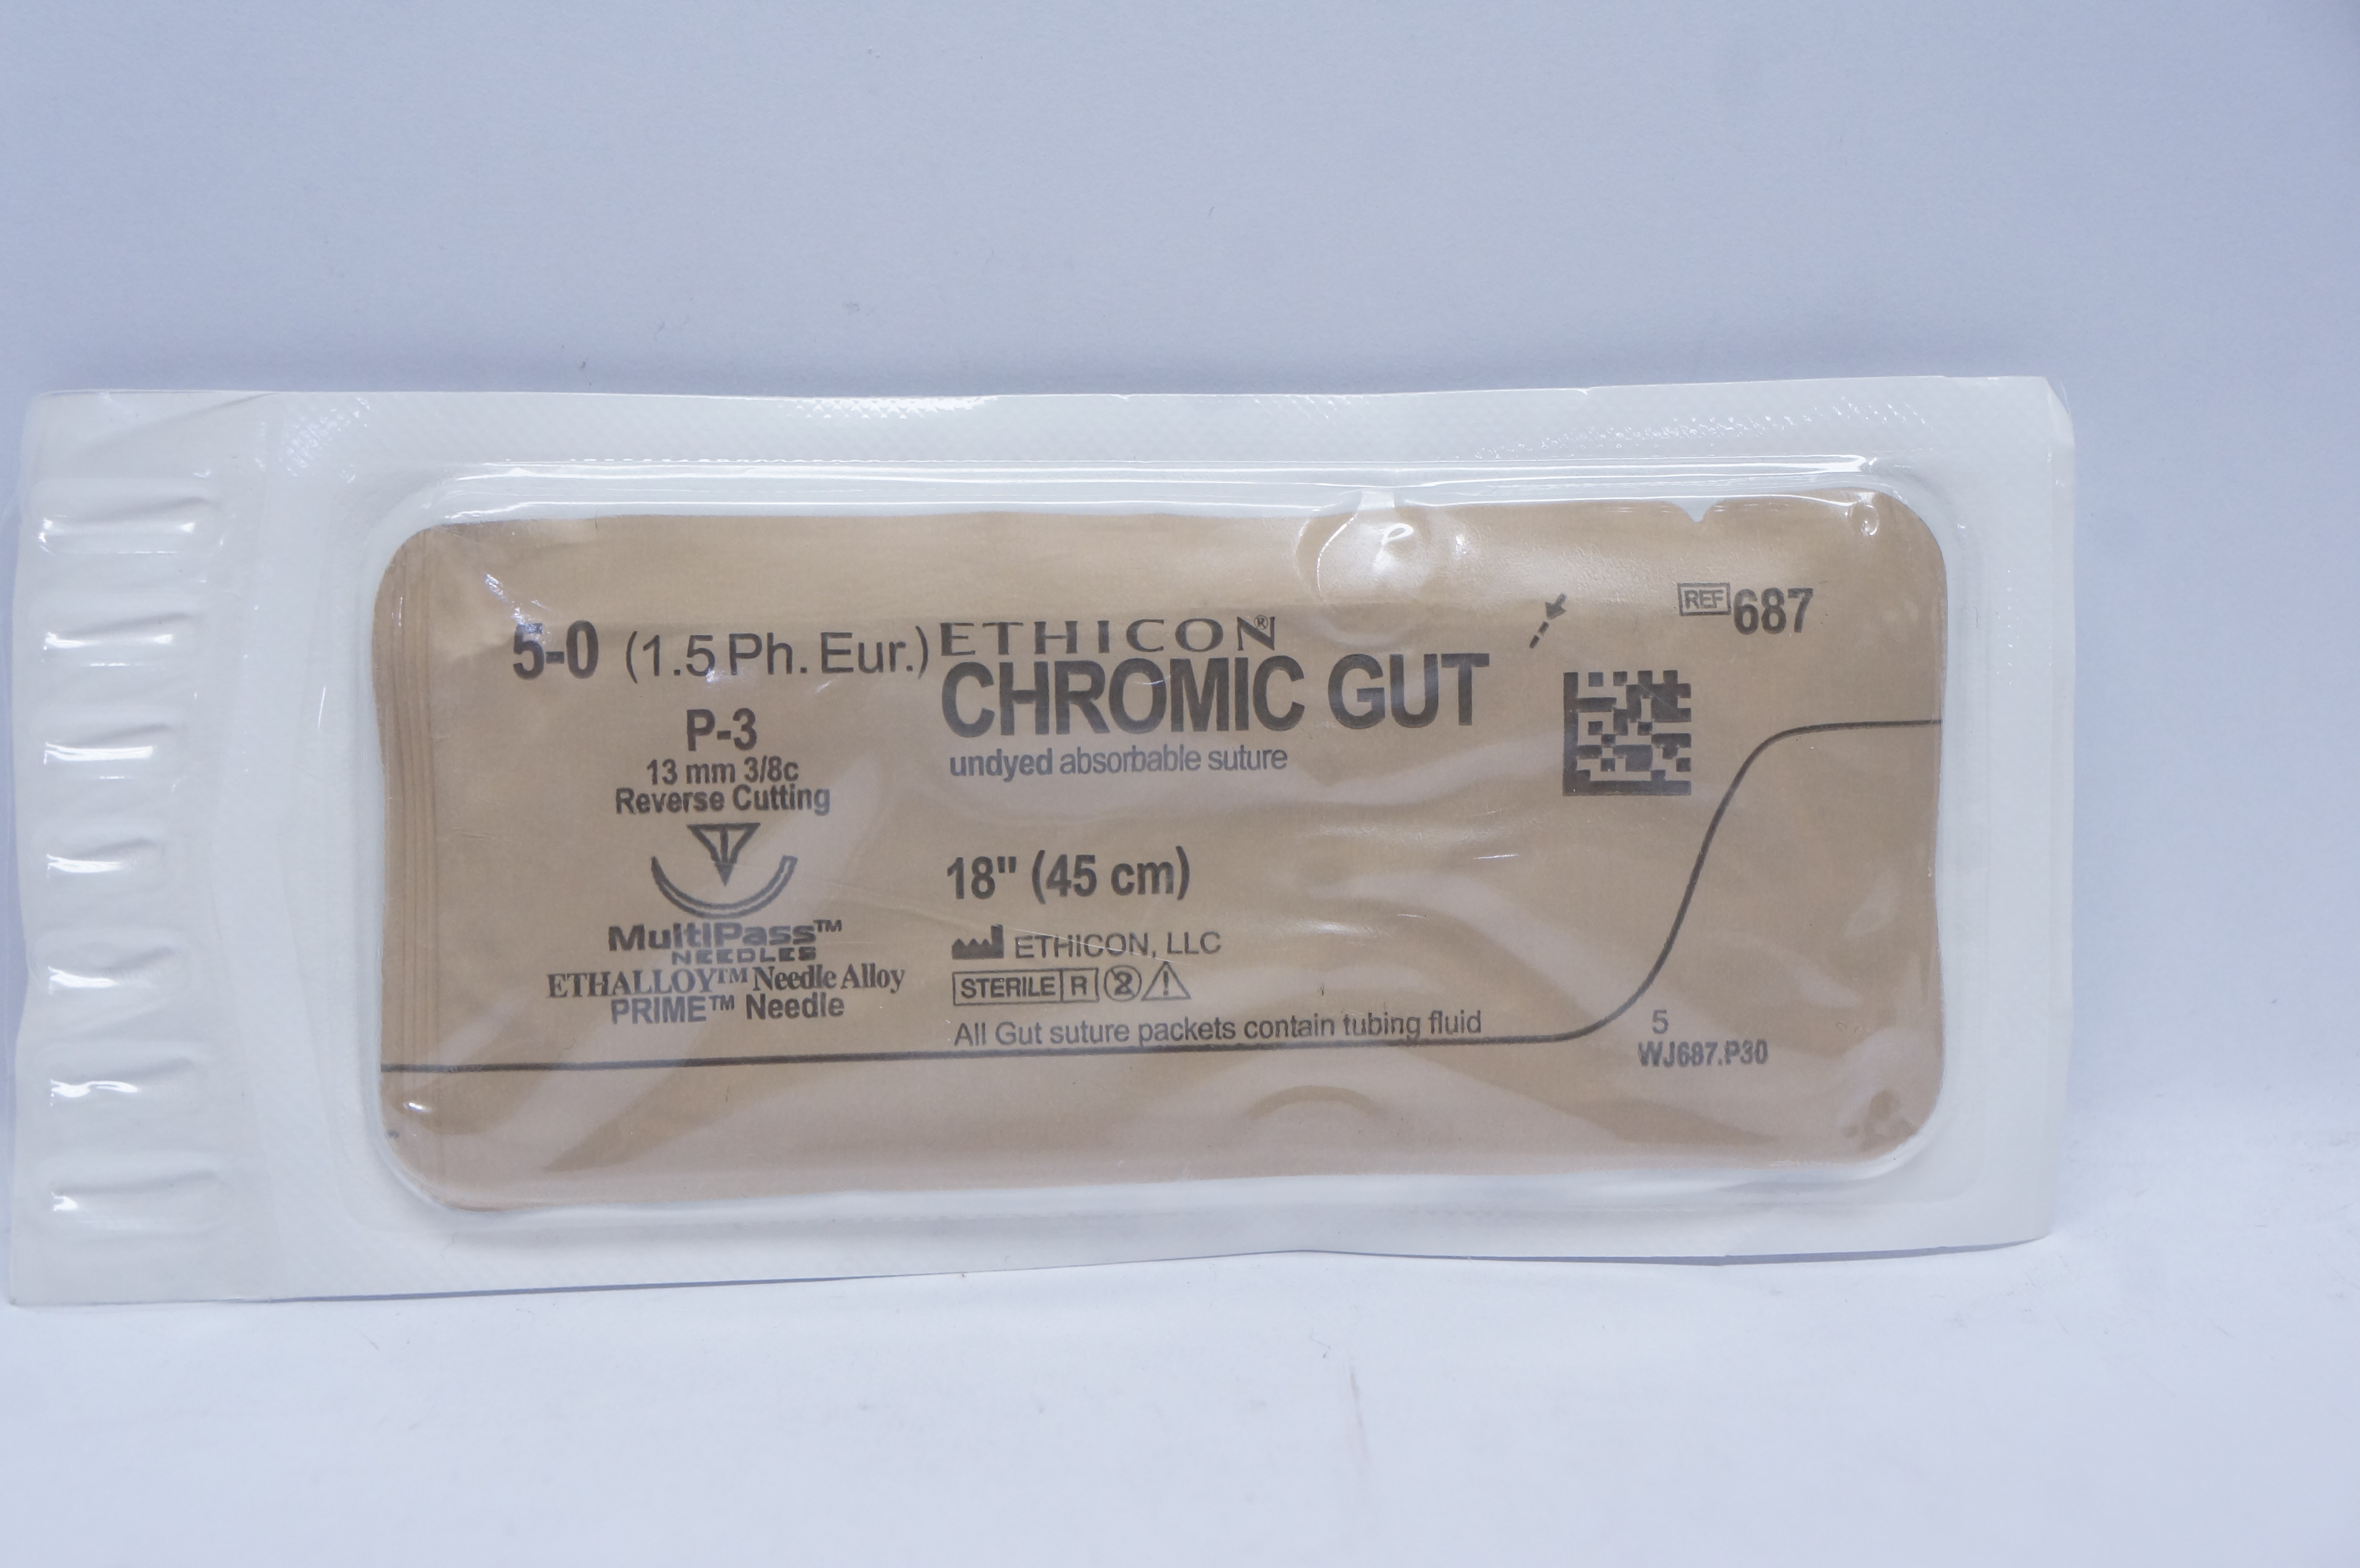 5-0 (1.5 Ph. Eur.)
P-3
13 mm 3/8c
Reverse Cutting
MultiPass™
NEEDLES
ETHALLOY™ Needle Alloy
PRIME™ Needle
ETHICON®
CHROMIC GUT
undyed absorbable suture
18" (45 cm)
ETHICON, LLC
STERILE R 2
All Gut suture packets contain tubing fluid
REF 687
5
WJ687.P30